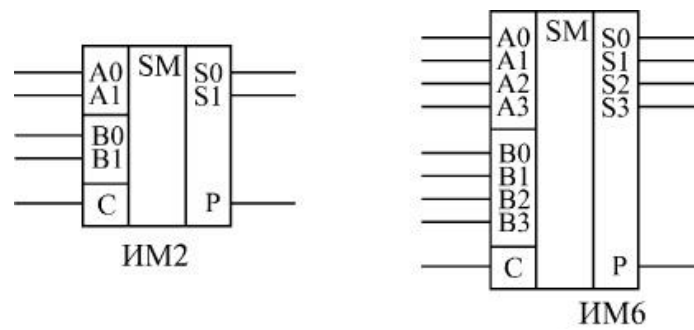 A0 SM S0
A1 S1
B0
B1
C P
ИМ2
A0 SM S0
A1 S1
A2 S2
A3 S3
B0
B1
B2
B3
C P
ИМ6